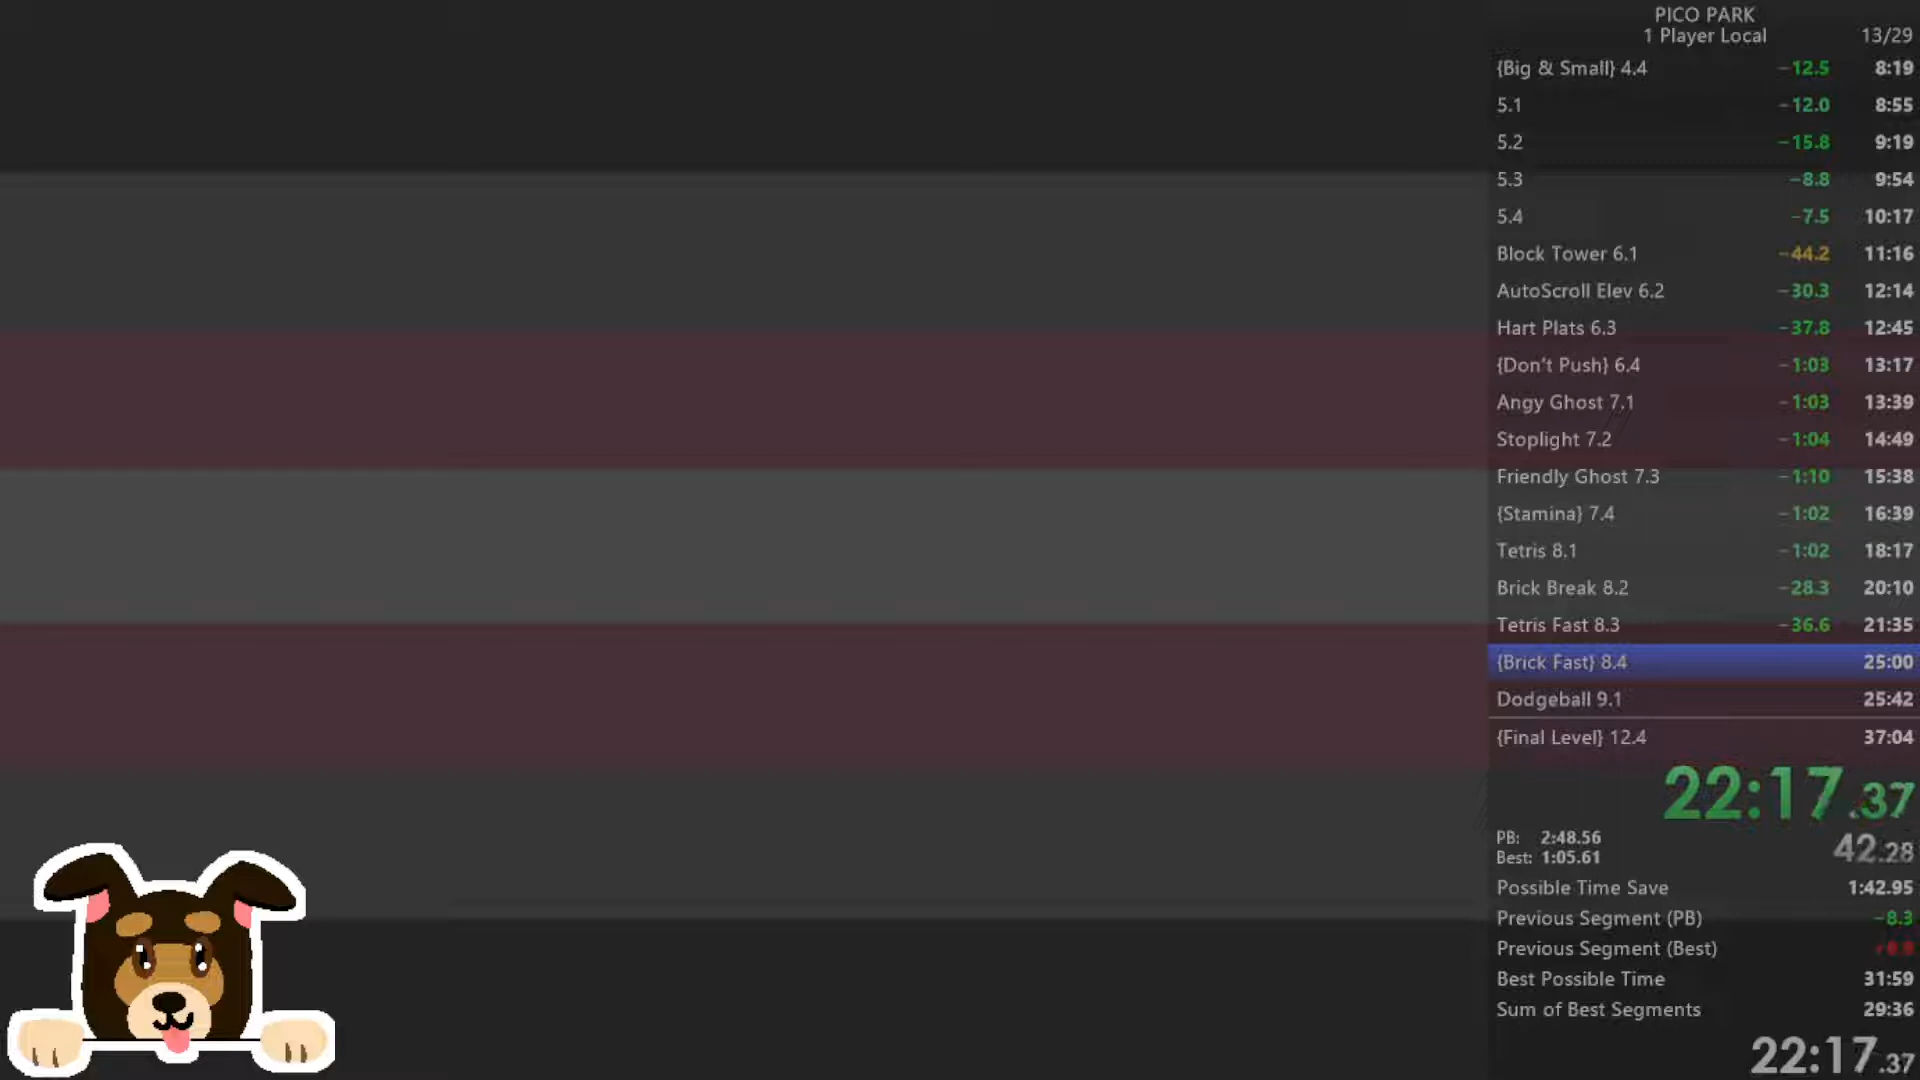 PICO PARK
1 Player Local 13/29
{Big & Small} 4.4 -12.5 8:19
5.1 -12.0 8:55
5.2 -15.8 9:19
5.3 -8.8 9:54
5.4 -7.5 10:17
Block Tower 6.1 -44.2 11:16
AutoScroll Elev 6.2 -30.3 12:14
Hart Plats 6.3 -37.8 12:45
{Don't Push} 6.4 -1:03 13:17
Angy Ghost 7.1 -1:03 13:39
Stoplight 7.2 -1:04 14:49
Friendly Ghost 7.3 -1:10 15:38
{Stamina} 7.4 -1:02 16:39
Tetris 8.1 -1:02 18:17
Brick Break 8.2 -28.3 20:10
Tetris Fast 8.3 -36.6 21:35
{Brick Fast} 8.4 25:00
Dodgeball 9.1 25:42
{Final Level} 12.4 37:04
22:17.37
PB: 2:48.56 42.28
Best: 1:05.61
Possible Time Save 1:42.95
Previous Segment (PB) -8.3
Previous Segment (Best)
Best Possible Time 31:59
Sum of Best Segments 29:36
22:17.37